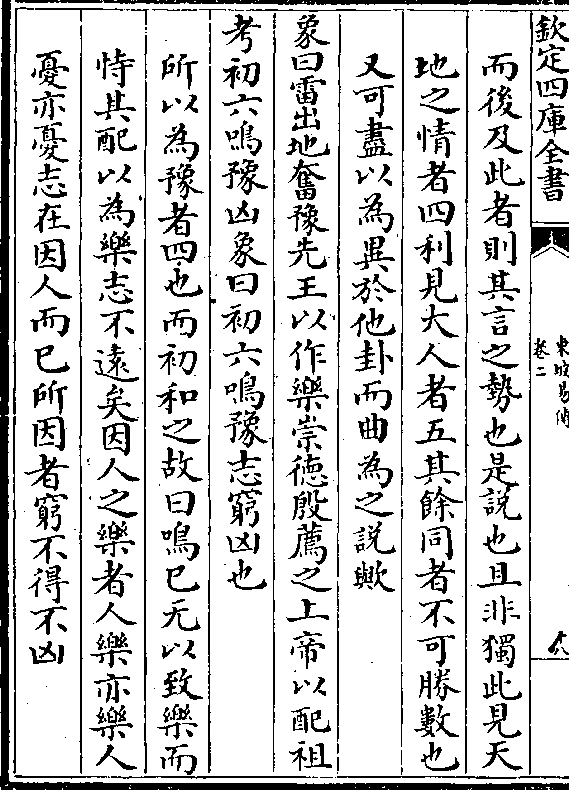 欽定四庫全書
東坡易傳
卷二
十八
而後及此者則其言之勢也是說也且非獨此見天
地之情者四利見大人者五其餘同者不可勝數也
又可盡以為異於他卦而曲為之說歟
象曰雷出地奮豫先王以作樂崇德殷薦之上帝以配祖
考初六鳴豫凶象曰初六鳴豫志窮凶也
所以為豫者四也而初和之故曰鳴已无以致樂而
恃其配以為樂志不遠矣因人之樂者人樂亦樂人
憂亦憂志在因人而已所因者窮不得不凶